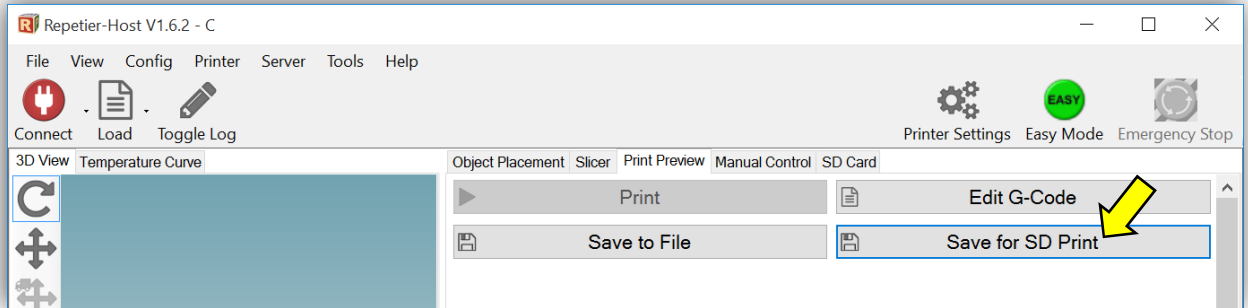 Repetier-Host V1.6.2 - C
File View Config Printer Server Tools Help
EASY
Connect Load Toggle Log Printer Settings Easy Mode Emergency Stop
3D View Temperature Curve Object Placement Slicer Print Preview Manual Control SD Card
Print Edit G-Code
Save to File Save for SD Print